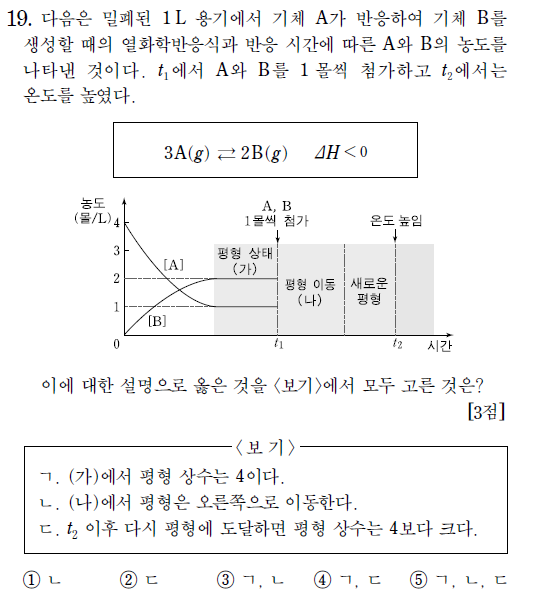 19. 다음은 밀폐된 1 L 용기에서 기체 A가 반응하여 기체 B를
생성할 때의 열화학반응식과 반응 시간에 따른 A와 B의 농도를
나타낸 것이다. t₁에서 A와 B를 1 몰씩 첨가하고 t₂에서는
온도를 높였다.
3A(g) ⇄ 2B(g) ΔH < 0
농도
(몰/L)
4
3
2
1
0
[A]
[B]
평형 상태
(가)
A, B
1몰씩 첨가
평형 이동
(나)
새로운
평형
온도 높임
t₁
t₂
시간
이에 대한 설명으로 옳은 것을 〈보기〉에서 모두 고른 것은?
[3점]
〈보 기〉
ㄱ. (가)에서 평형 상수는 4이다.
ㄴ. (나)에서 평형은 오른쪽으로 이동한다.
ㄷ. t₂ 이후 다시 평형에 도달하면 평형 상수는 4보다 크다.
① ㄴ ② ㄷ ③ ㄱ, ㄴ ④ ㄱ, ㄷ ⑤ ㄱ, ㄴ, ㄷ